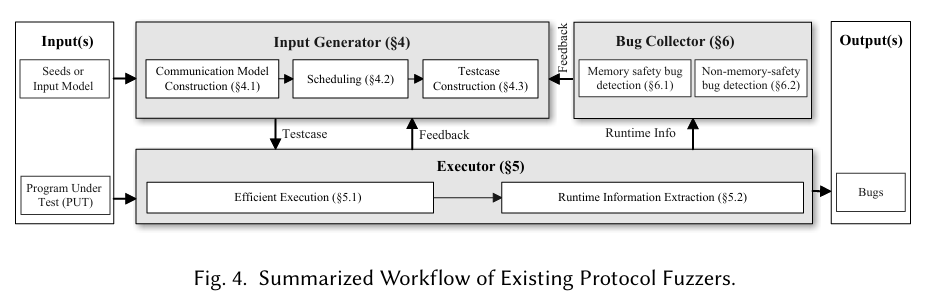 Input(s)
Seeds or
Input Model
Program Under
Test (PUT)
Input Generator (§4)
Communication Model
Construction (§4.1)
Scheduling (§4.2)
Testcase
Construction (§4.3)
Feedback
Bug Collector (§6)
Memory safety bug
detection (§6.1)
Non-memory-safety
bug detection (§6.2)
Testcase
Feedback
Runtime Info
Executor (§5)
Efficient Execution (§5.1)
Runtime Information Extraction (§5.2)
Output(s)
Bugs
Fig. 4. Summarized Workflow of Existing Protocol Fuzzers.